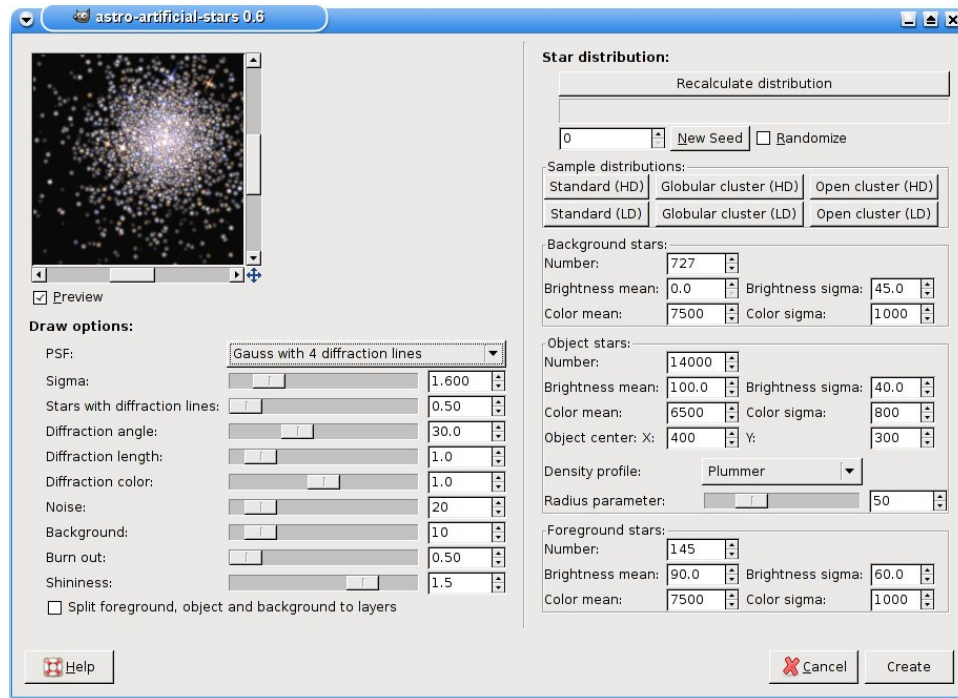 astro-artificial-stars 0.6
Preview
Draw options:
PSF: Gauss with 4 diffraction lines
Sigma: 1.600
Stars with diffraction lines: 0.50
Diffraction angle: 30.0
Diffraction length: 1.0
Diffraction color: 1.0
Noise: 20
Background: 10
Burn out: 0.50
Shininess: 1.5
Split foreground, object and background to layers
Help
Star distribution:
Recalculate distribution
0 New Seed Randomize
Sample distributions:
Standard (HD) Globular cluster (HD) Open cluster (HD)
Standard (LD) Globular cluster (LD) Open cluster (LD)
Background stars:
Number: 727
Brightness mean: 0.0 Brightness sigma: 45.0
Color mean: 7500 Color sigma: 1000
Object stars:
Number: 14000
Brightness mean: 100.0 Brightness sigma: 40.0
Color mean: 6500 Color sigma: 800
Object center: X: 400 Y: 300
Density profile: Plummer
Radius parameter: 50
Foreground stars:
Number: 145
Brightness mean: 90.0 Brightness sigma: 60.0
Color mean: 7500 Color sigma: 1000
Cancel Create